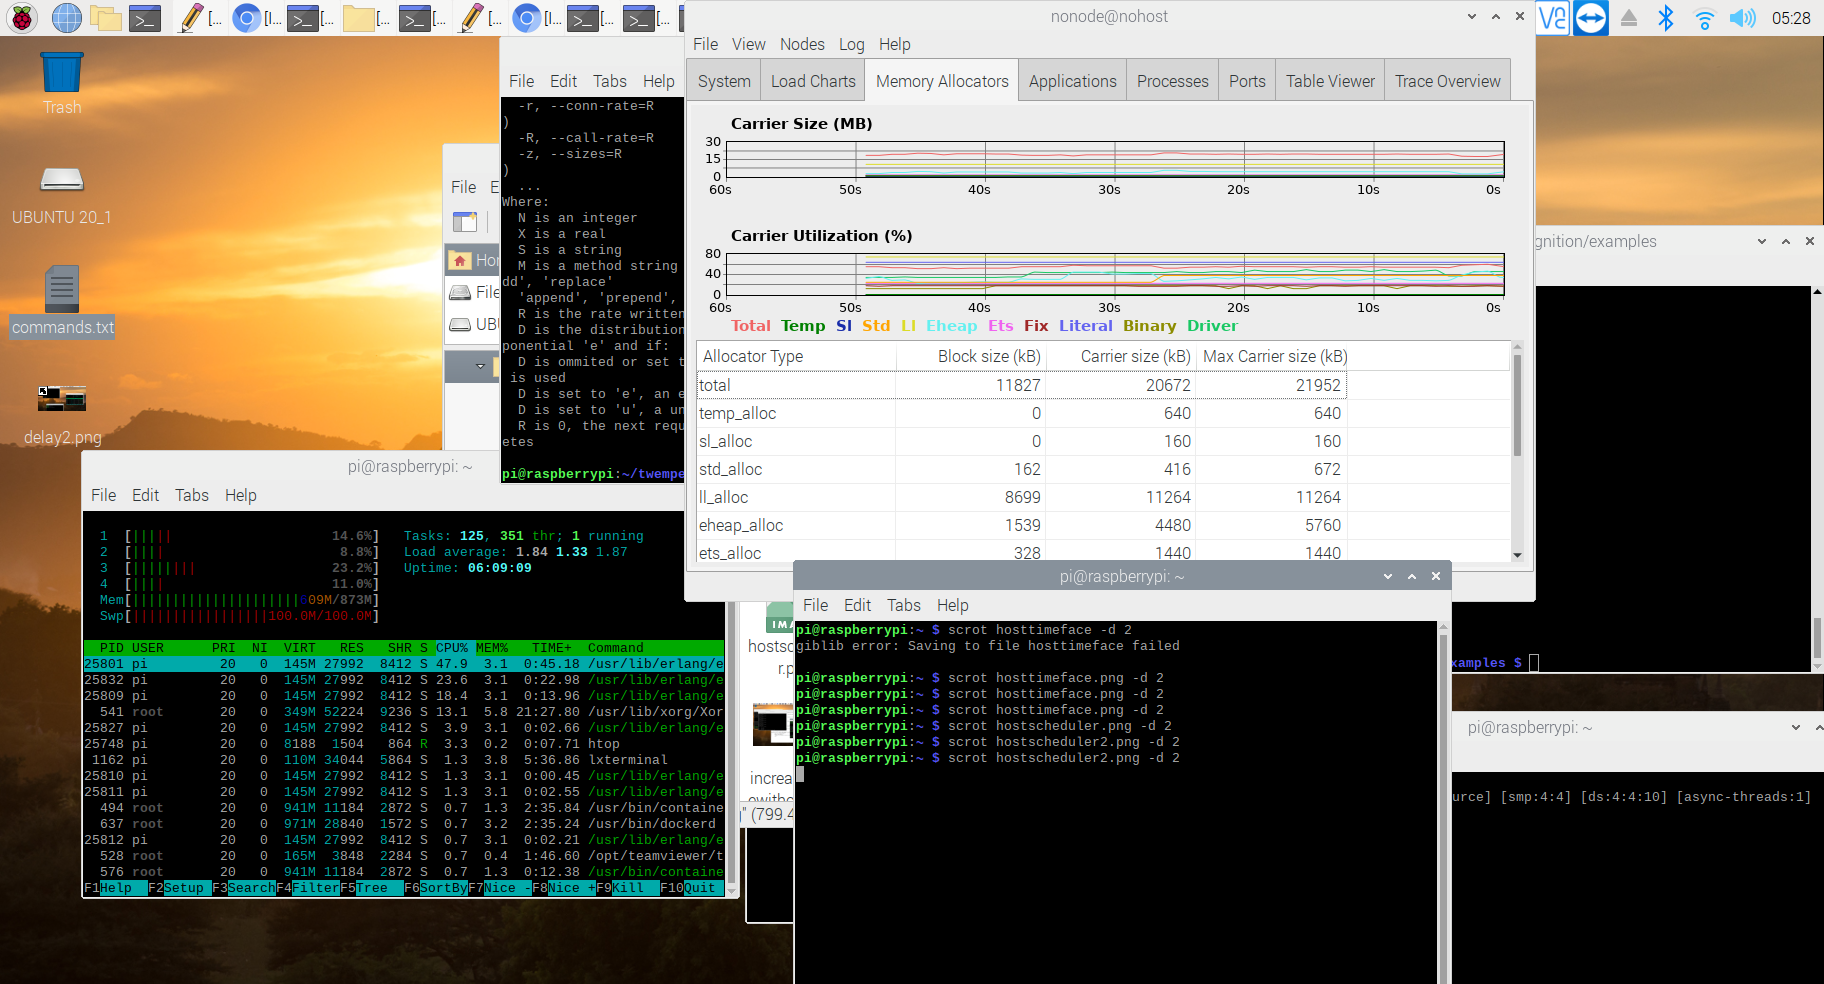 [...
[I...
[...
[...
[...
[...
[I...
[...
[...
05:28
Trash
UBUNTU 20_1
commands.txt
delay2.png
File E
Hor
File
UBU
File Edit Tabs Help
-r, --conn-rate=R
)
-R, --call-rate=R
-z, --sizes=R
)
...
Where:
N is an integer
X is a real
S is a string
M is a method string
dd', 'replace'
'append', 'prepend',
R is the rate written
D is the distribution
ponential 'e' and if:
D is ommited or set t
is used
D is set to 'e', an e
D is set to 'u', a un
R is 0, the next requ
etes
pi@raspberrypi:~/twempe
nonode@nohost
File View Nodes Log Help
System Load Charts Memory Allocators Applications Processes Ports Table Viewer Trace Overview
Carrier Size (MB)
30
15
0
60s 50s 40s 30s 20s 10s 0s
Carrier Utilization (%)
80
40
0
60s 50s 40s 30s 20s 10s 0s
Total Temp Sl Std Ll Eheap Ets Fix Literal Binary Driver
Allocator Type Block size (kB) Carrier size (kB) Max Carrier size (kB)
total 11827 20672 21952
temp_alloc 0 640 640
sl_alloc 0 160 160
std_alloc 162 416 672
ll_alloc 8699 11264 11264
eheap_alloc 1539 4480 5760
ets_alloc 328 1440 1440
gnition/examples
xamples $
pi@raspberrypi: ~
urce] [smp:4:4] [ds:4:4:10] [async-threads:1]
pi@raspberrypi: ~
File Edit Tabs Help
1 [||||| 14.6%] Tasks: 125, 351 thr; 1 running
2 [|||| 8.8%] Load average: 1.84 1.33 1.87
3 [|||||||| 23.2%] Uptime: 06:09:09
4 [|||| 11.0%]
Mem[|||||||||||||||||||||609M/873M]
Swp[|||||||||||||||||100.0M/100.0M]
PID USER PRI NI VIRT RES SHR S CPU% MEM% TIME+ Command
25801 pi 20 0 145M 27992 8412 S 47.9 3.1 0:45.18 /usr/lib/erlang/e
25832 pi 20 0 145M 27992 8412 S 23.6 3.1 0:22.98 /usr/lib/erlang/e
25809 pi 20 0 145M 27992 8412 S 18.4 3.1 0:13.96 /usr/lib/erlang/e
541 root 20 0 349M 52224 9236 S 13.1 5.8 21:27.80 /usr/lib/xorg/Xor
25827 pi 20 0 145M 27992 8412 S 3.9 3.1 0:02.66 /usr/lib/erlang/e
25748 pi 20 0 8188 1504 864 R 3.3 0.2 0:07.71 htop
1162 pi 20 0 110M 34044 5864 S 1.3 3.8 5:36.86 lxterminal
25810 pi 20 0 145M 27992 8412 S 1.3 3.1 0:00.45 /usr/lib/erlang/e
25811 pi 20 0 145M 27992 8412 S 1.3 3.1 0:02.55 /usr/lib/erlang/e
494 root 20 0 941M 11184 2872 S 0.7 1.3 2:35.84 /usr/bin/containe
637 root 20 0 971M 28840 1572 S 0.7 3.2 2:35.24 /usr/bin/dockerd
25812 pi 20 0 145M 27992 8412 S 0.7 3.1 0:02.21 /usr/lib/erlang/e
528 root 20 0 165M 3848 2284 S 0.7 0.4 1:46.60 /opt/teamviewer/t
576 root 20 0 941M 11184 2872 S 0.7 1.3 0:12.38 /usr/bin/containe
F1Help F2Setup F3SearchF4FilterF5Tree F6SortByF7Nice -F8Nice +F9Kill F10Quit
IMA
hostsc
r.p
increa
g" (799.4
pi@raspberrypi: ~
File Edit Tabs Help
pi@raspberrypi:~ $ scrot hosttimeface -d 2
giblib error: Saving to file hosttimeface failed
pi@raspberrypi:~ $ scrot hosttimeface.png -d 2
pi@raspberrypi:~ $ scrot hosttimeface.png -d 2
pi@raspberrypi:~ $ scrot hosttimeface.png -d 2
pi@raspberrypi:~ $ scrot hostscheduler.png -d 2
pi@raspberrypi:~ $ scrot hostscheduler2.png -d 2
pi@raspberrypi:~ $ scrot hostscheduler2.png -d 2